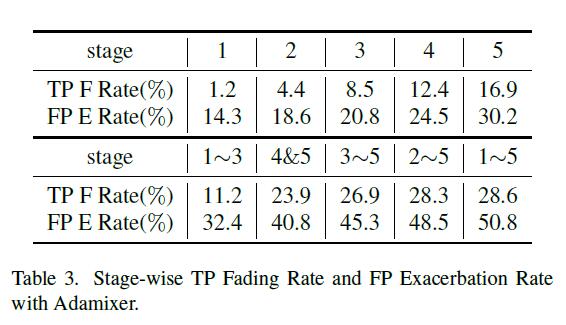 stage 1 2 3 4 5
TP F Rate(%) 1.2 4.4 8.5 12.4 16.9
FP E Rate(%) 14.3 18.6 20.8 24.5 30.2
stage 1~3 4&5 3~5 2~5 1~5
TP F Rate(%) 11.2 23.9 26.9 28.3 28.6
FP E Rate(%) 32.4 40.8 45.3 48.5 50.8
Table 3. Stage-wise TP Fading Rate and FP Exacerbation Rate
with Adamixer.